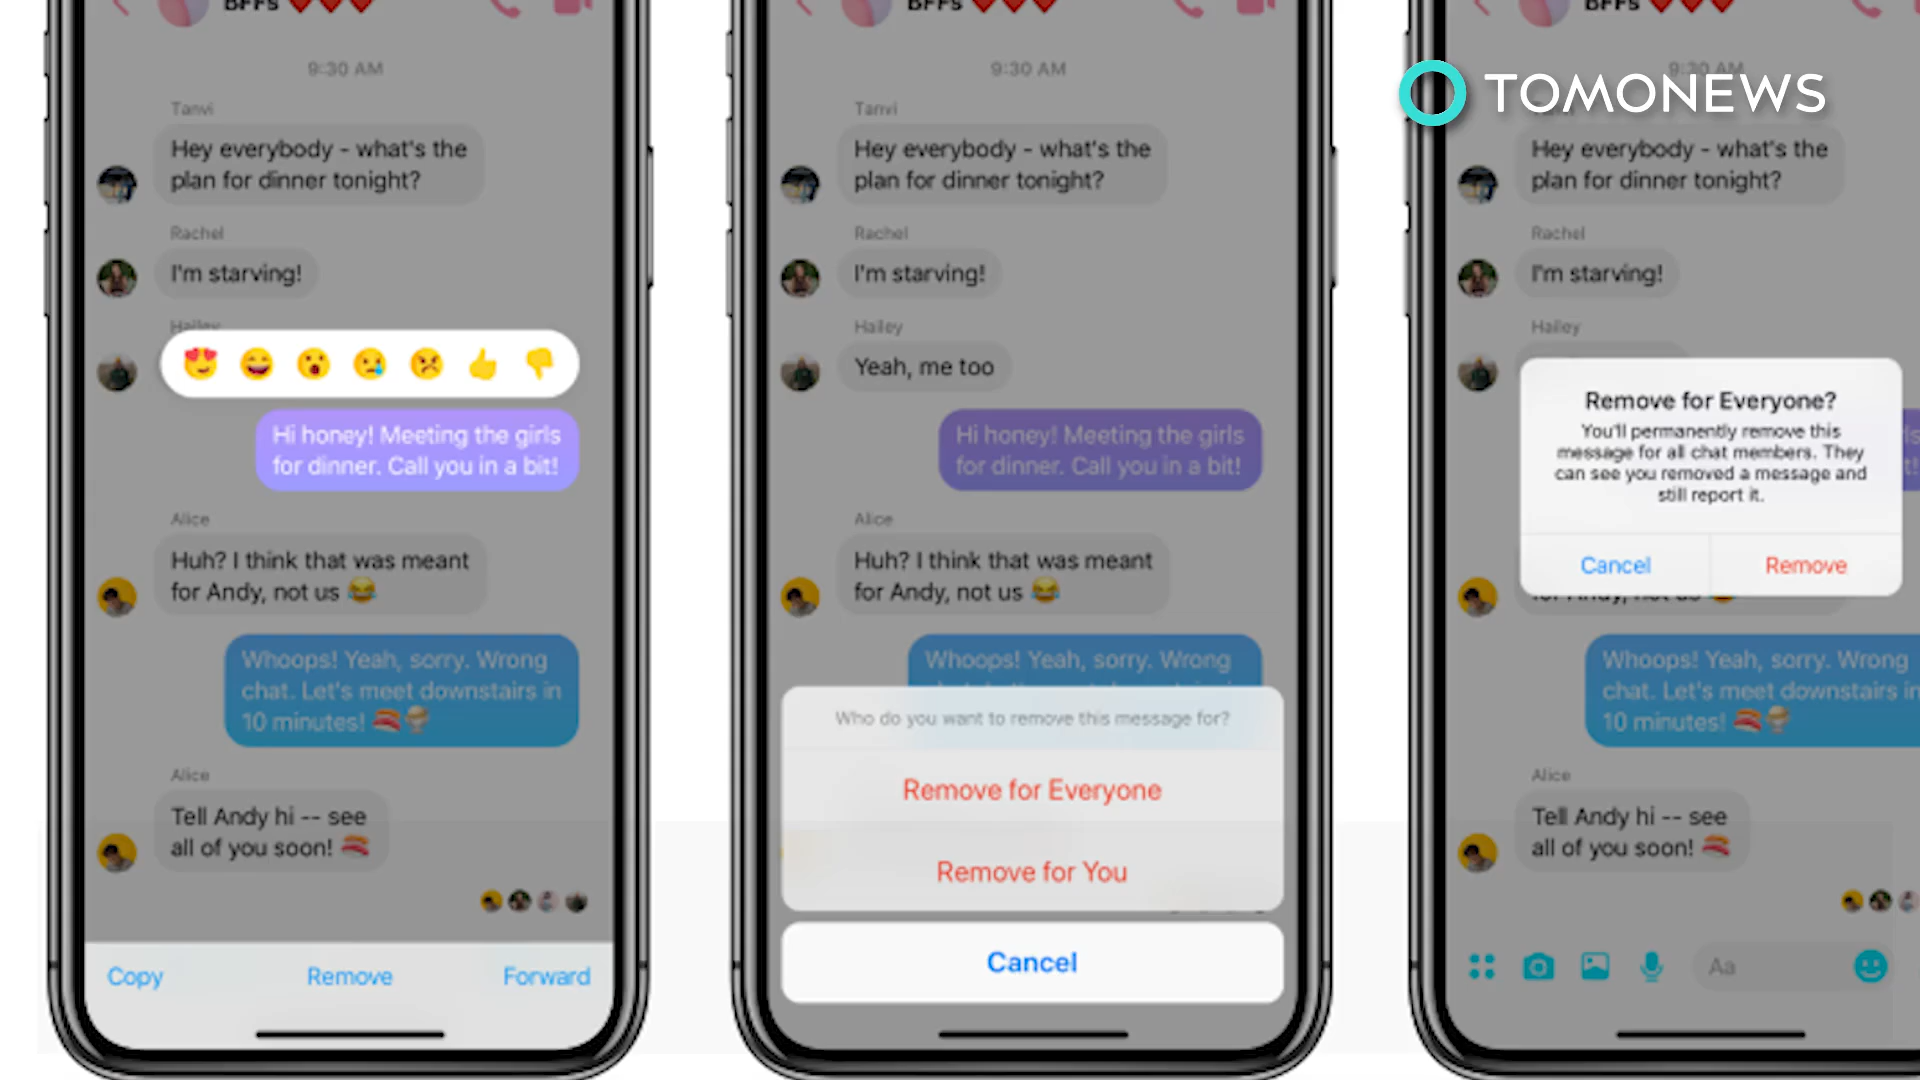 BFFs
9:30 AM
Tanvi
Hey everybody - what's the
plan for dinner tonight?
Rachel
I'm starving!
Hailey
Hi honey! Meeting the girls
for dinner. Call you in a bit!
Alice
Huh? I think that was meant
for Andy, not us
Whoops! Yeah, sorry. Wrong
chat. Let's meet downstairs in
10 minutes!
Alice
Tell Andy hi -- see
all of you soon!
Copy
Remove
Forward
BFFs
9:30 AM
Tanvi
Hey everybody - what's the
plan for dinner tonight?
Rachel
I'm starving!
Hailey
Yeah, me too
Hi honey! Meeting the girls
for dinner. Call you in a bit!
Alice
Huh? I think that was meant
for Andy, not us
Whoops! Yeah, sorry. Wrong
Who do you want to remove this message for?
Remove for Everyone
Remove for You
Cancel
BFFs
9:30 AM
TOMONEWS
Hey everybody - what's the
plan for dinner tonight?
Rachel
I'm starving!
Hailey
Remove for Everyone?
You'll permanently remove this
message for all chat members. They
can see you removed a message and
still report it.
Cancel
Remove
for Andy, not us
Whoops! Yeah, sorry. Wrong
chat. Let's meet downstairs in
10 minutes!
Alice
Tell Andy hi -- see
all of you soon!
Aa